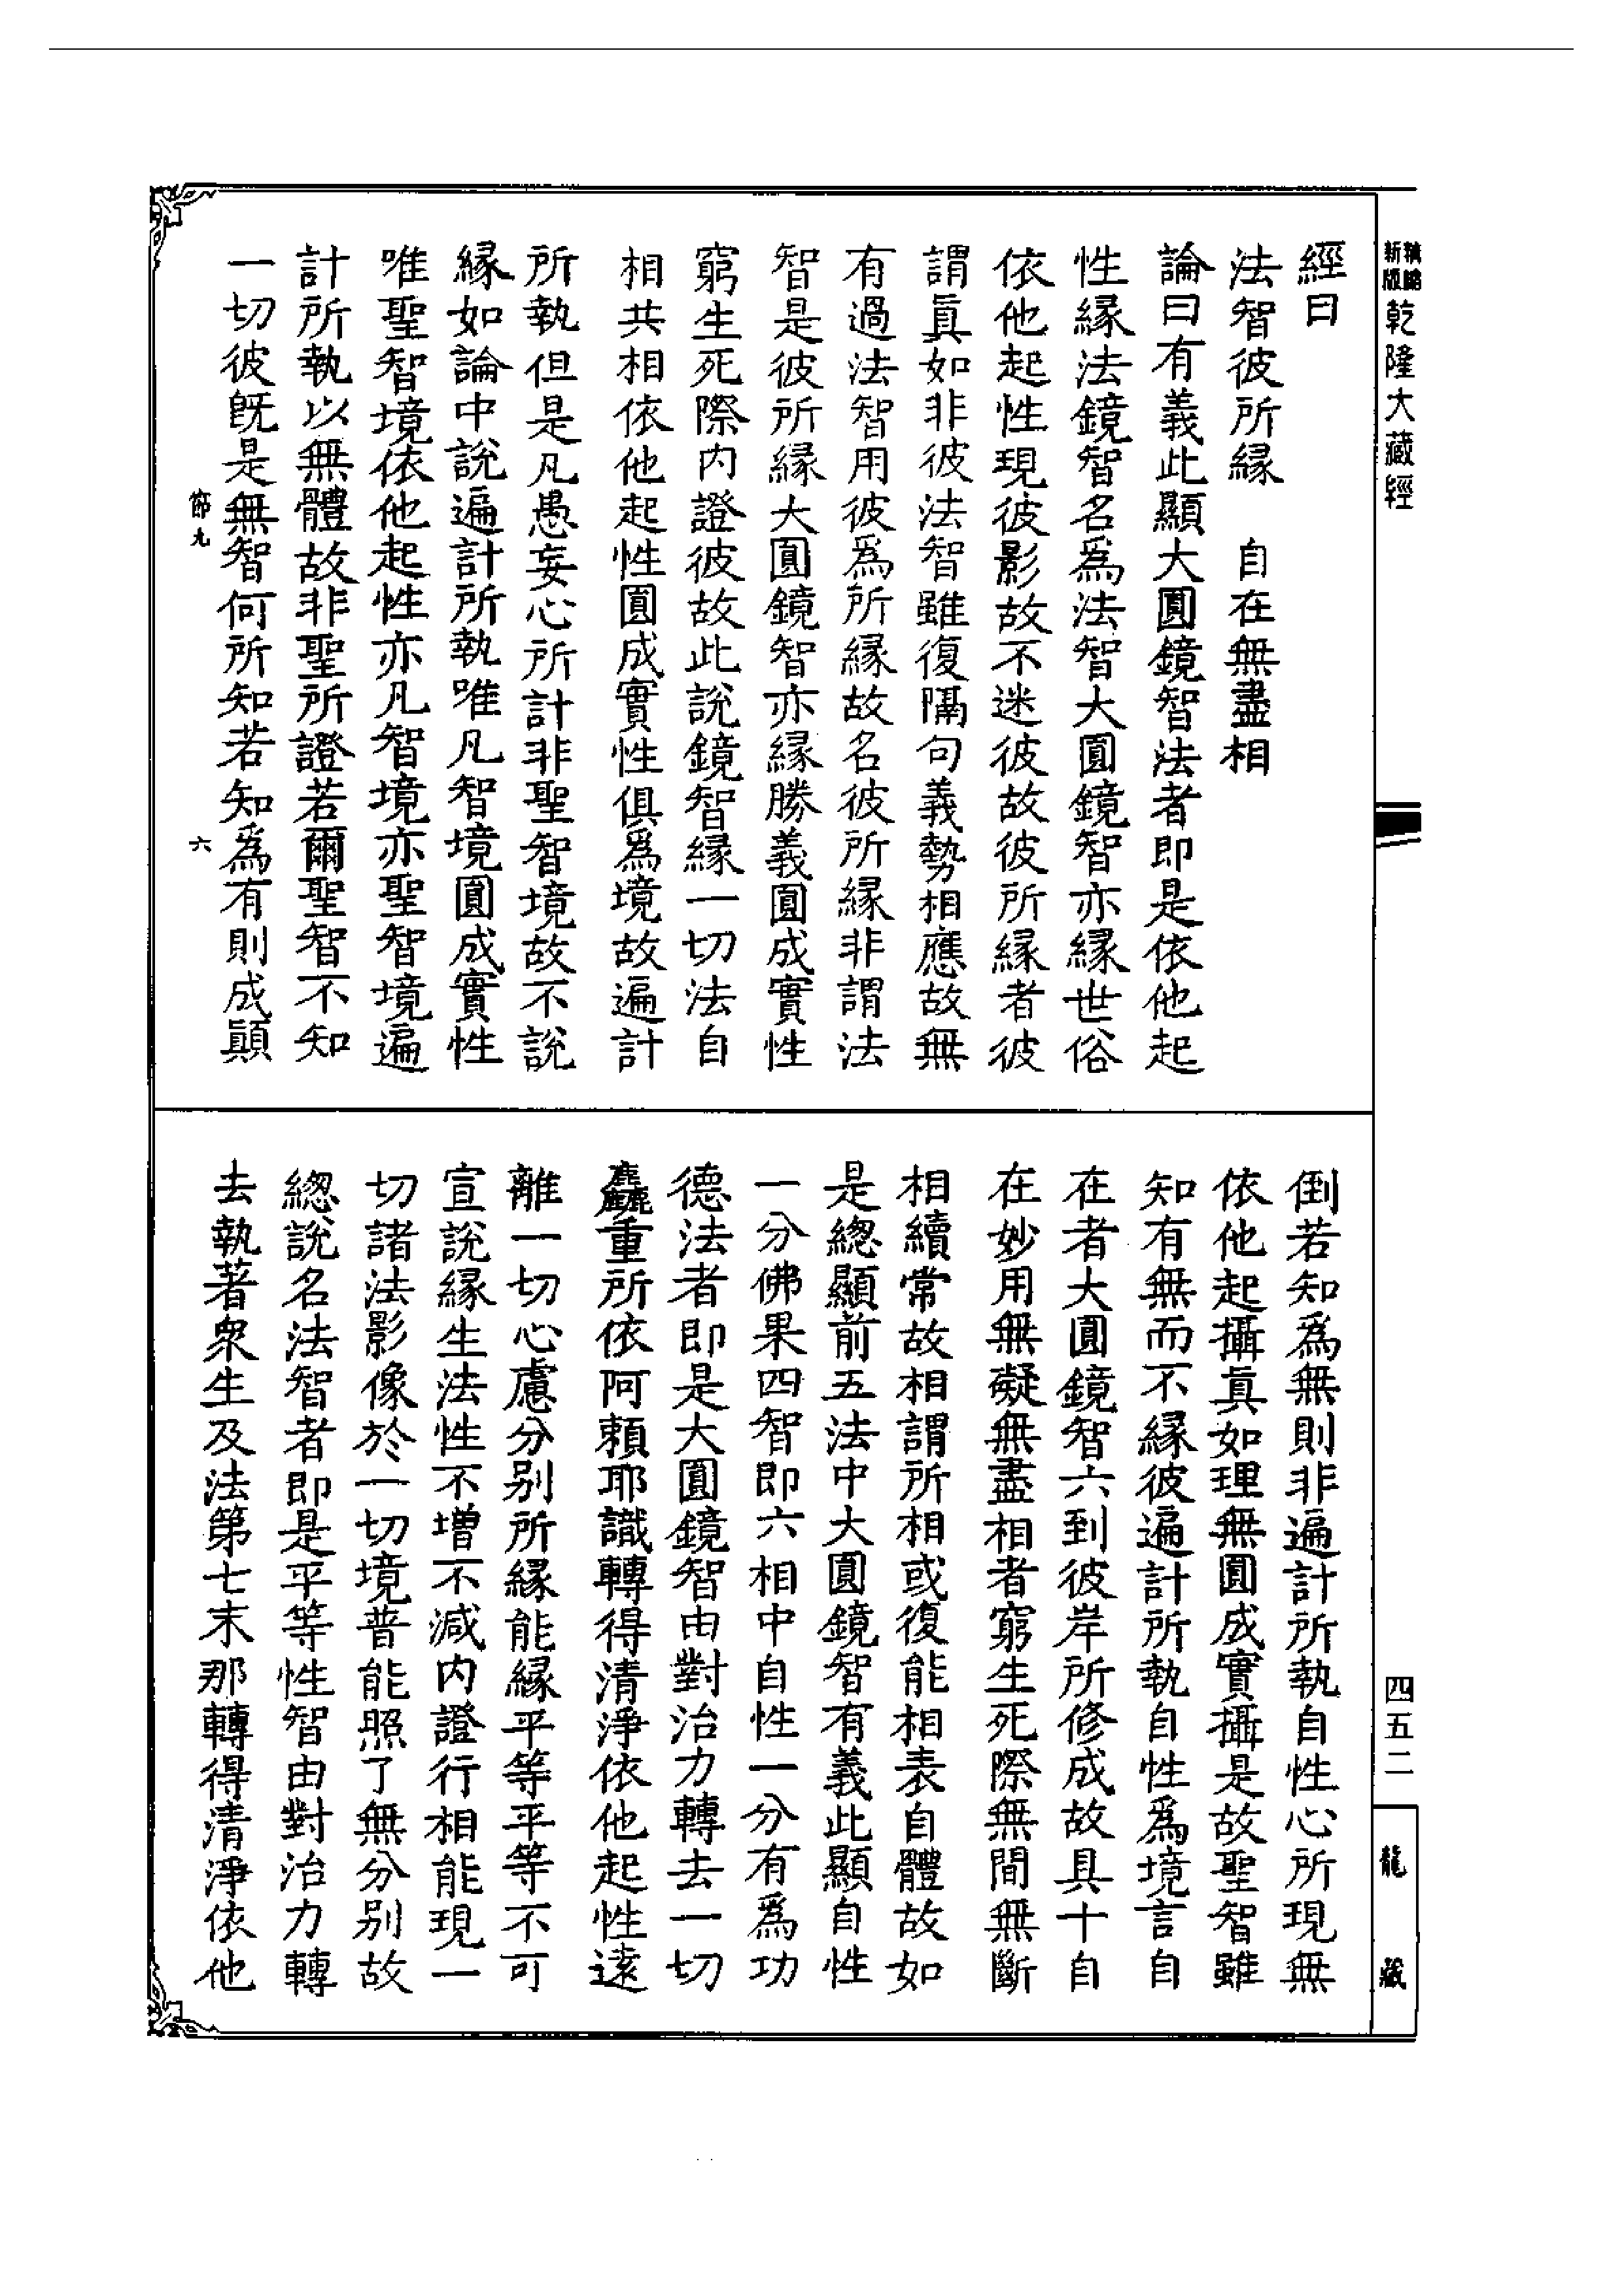 新版 精縮 乾隆大藏經
經曰
法智彼所緣　自在無盡相
論曰有義此顯大圓鏡智法者即是依他起
性緣法鏡智名為法智大圓鏡智亦緣世俗
依他起性現彼影故不迷彼故彼所緣者彼
謂眞如非彼法智雖復隔句義勢相應故無
有過法智用彼為所緣故名彼所緣非謂法
智是彼所緣大圓鏡智亦緣勝義圓成實性
窮生死際内證彼故此說鏡智緣一切法自
相共相依他起性圓成實性俱為境故遍計
所執但是凡愚妄心所計非聖智境故不說
緣如論中說遍計所執唯凡智境圓成實性
唯聖智境依他起性亦凡智境亦聖智境遍
計所執以無體故非聖所證若爾聖智不知
一切彼旣是無智何所知若知為有則成顛
節九　六
倒若知為無則非遍計所執自性心所現無
依他起攝眞如理無圓成實攝是故聖智雖
知有無而不緣彼遍計所執自性為境言自
在者大圓鏡智六到彼岸所修成故具十自
在妙用無礙無盡相者窮生死際無間無斷
相續常故相謂所相或復能相表自體故如
是緫顯前五法中大圓鏡智有義此顯自性
一分佛果四智即六相中自性一分有為功
德法者即是大圓鏡智由對治力轉去一切
麤重所依阿賴耶識轉得清淨依他起性遠
離一切心慮分别所緣能緣平等平等不可
宣說緣生法性不增不減内證行相能現一
切諸法影像於一切境普能照了無分别故
緫說名法智者即是平等性智由對治力轉
去執著衆生及法第七末那轉得清淨依他
四五二
龍藏